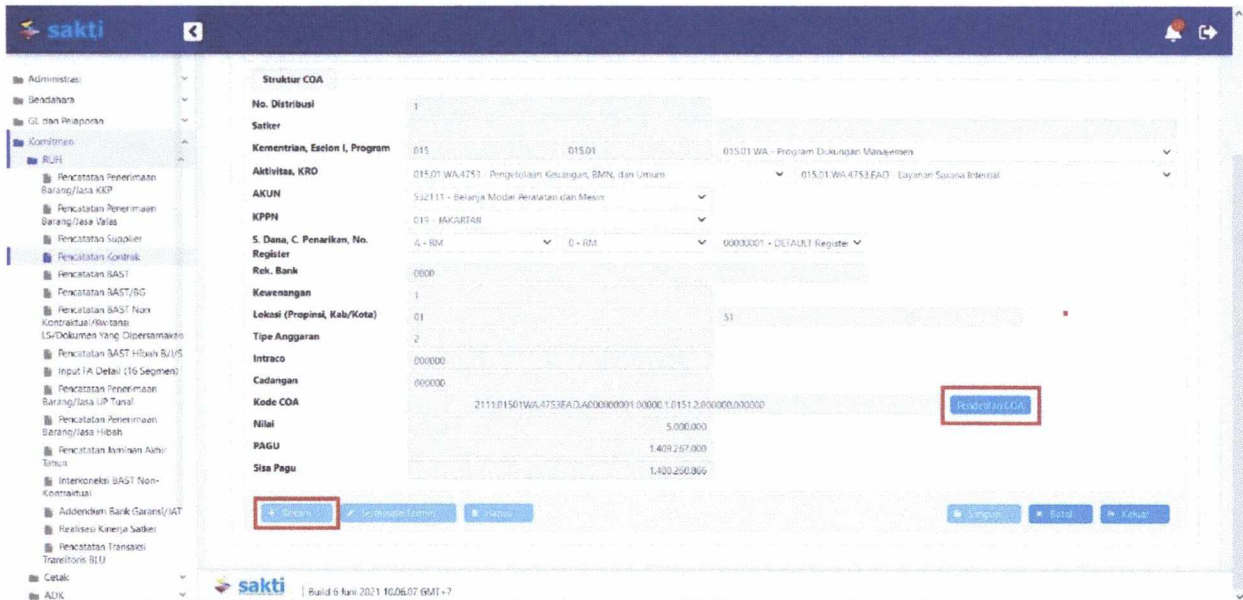 sakti
Administrasi
Bendahara
GL dan Pelaporan
Komitmen
RUH
Pencatatan Penerimaan
Barang/Jasa KKP
Pencatatan Penerimaan
Barang/Jasa Valas
Pencatatan Supplier
Pencatatan Kontrak
Pencatatan BAST
Pencatatan BAST/BG
Pencatatan BAST Non
Kontraktual/Kwitansi
LS/Dokumen Yang Dipersamakan
Pencatatan BAST Hibah B/J/S
Input FA Detail (16 Segmen)
Pencatatan Penerimaan
Barang/Jasa UP Tunai
Pencatatan Penerimaan
Barang/Jasa Hibah
Pencatatan Jaminan Akhir
Tahun
Interkoneksi BAST Non-
Kontraktual
Addendum Bank Garansi/JAT
Realisasi Kinerja Satker
Pencatatan Transaksi
Transitoris BLU
Cetak
ADK
Struktur COA
No. Distribusi 1
Satker
Kementrian, Eselon I, Program 015 015.01 015.01.WA - Program Dukungan Manajemen
Aktivitas, KRO 015.01.WA.4753 - Pengelolaan Keuangan, BMN, dan Umum 015.01.WA.4753.EAD - Layanan Sarana Internal
AKUN 532111 - Belanja Modal Peralatan dan Mesin
KPPN 019 - JAKARTA
S. Dana, C. Penarikan, No. Register A - RM 0 - RM 00000001 - DEFAULT Register
Rek. Bank 0000
Kewenangan 1
Lokasi (Propinsi, Kab/Kota) 01 51
Tipe Anggaran 2
Intraco 000000
Cadangan 000000
Kode COA 2111.01501WA.4753EAD.A000000001.00000.1.0151.2.000000.000000
Pendetilan COA
Nilai 5.000.000
PAGU 1.409.267.000
Sisa Pagu 1.400.260.866
Rekam
Hapus
Simpan
Batal
Keluar
sakti | Build 6 Juni 2021 10.06.07 GMT+7